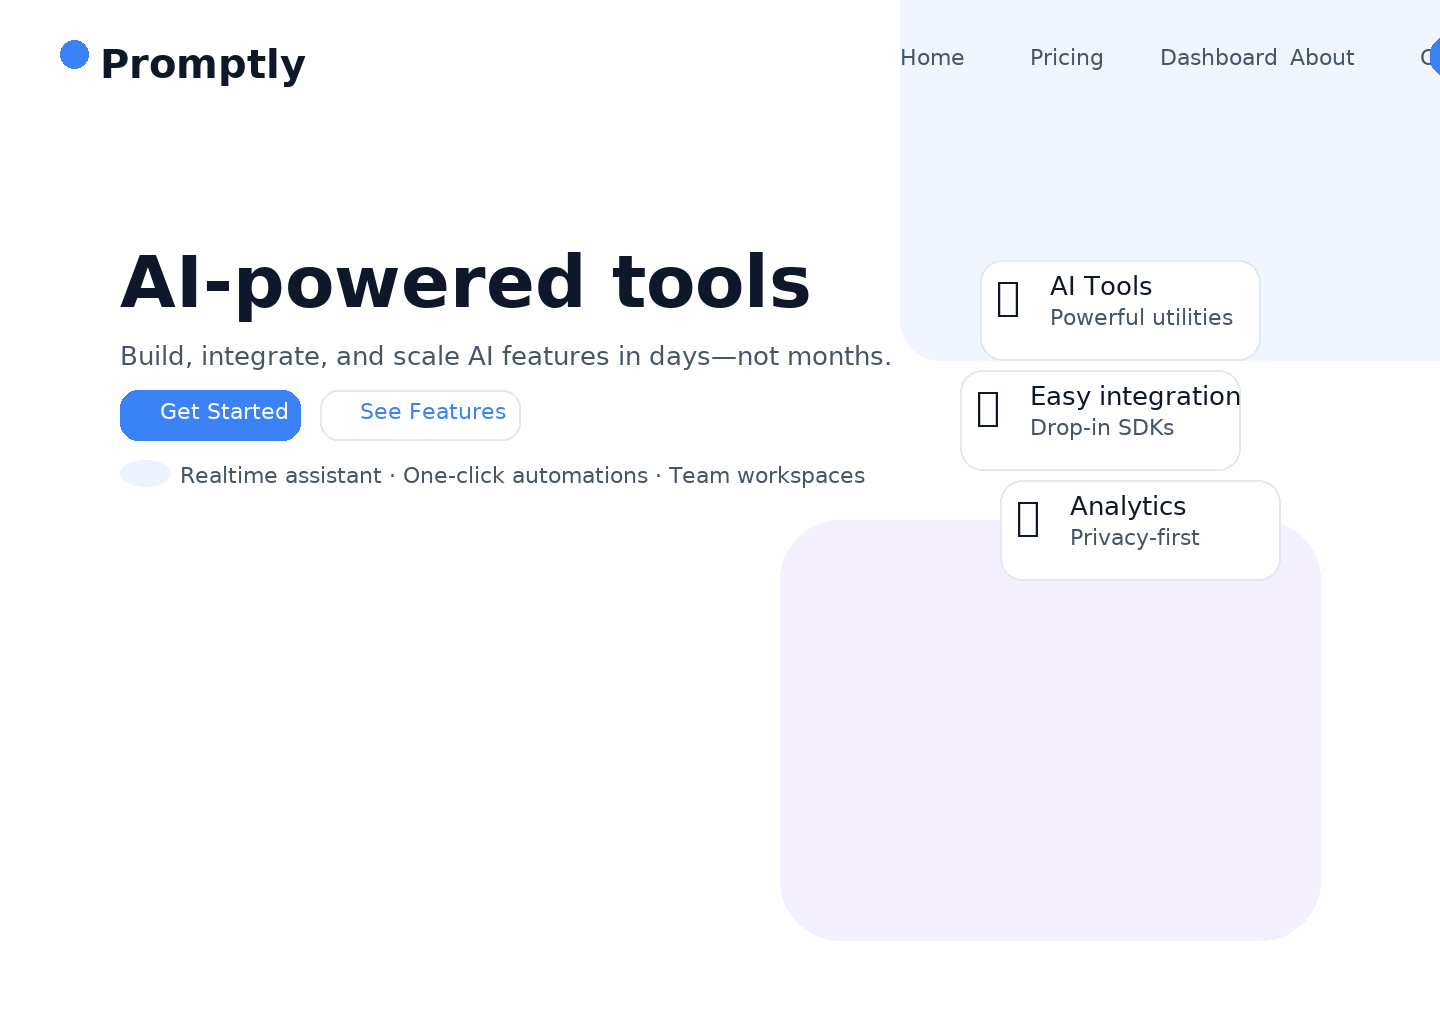 Promptly
Home Pricing Dashboard About
AI-powered tools
Build, integrate, and scale AI features in days—not months.
Get Started See Features
Realtime assistant · One-click automations · Team workspaces
AI Tools
Powerful utilities
Easy integration
Drop-in SDKs
Analytics
Privacy-first